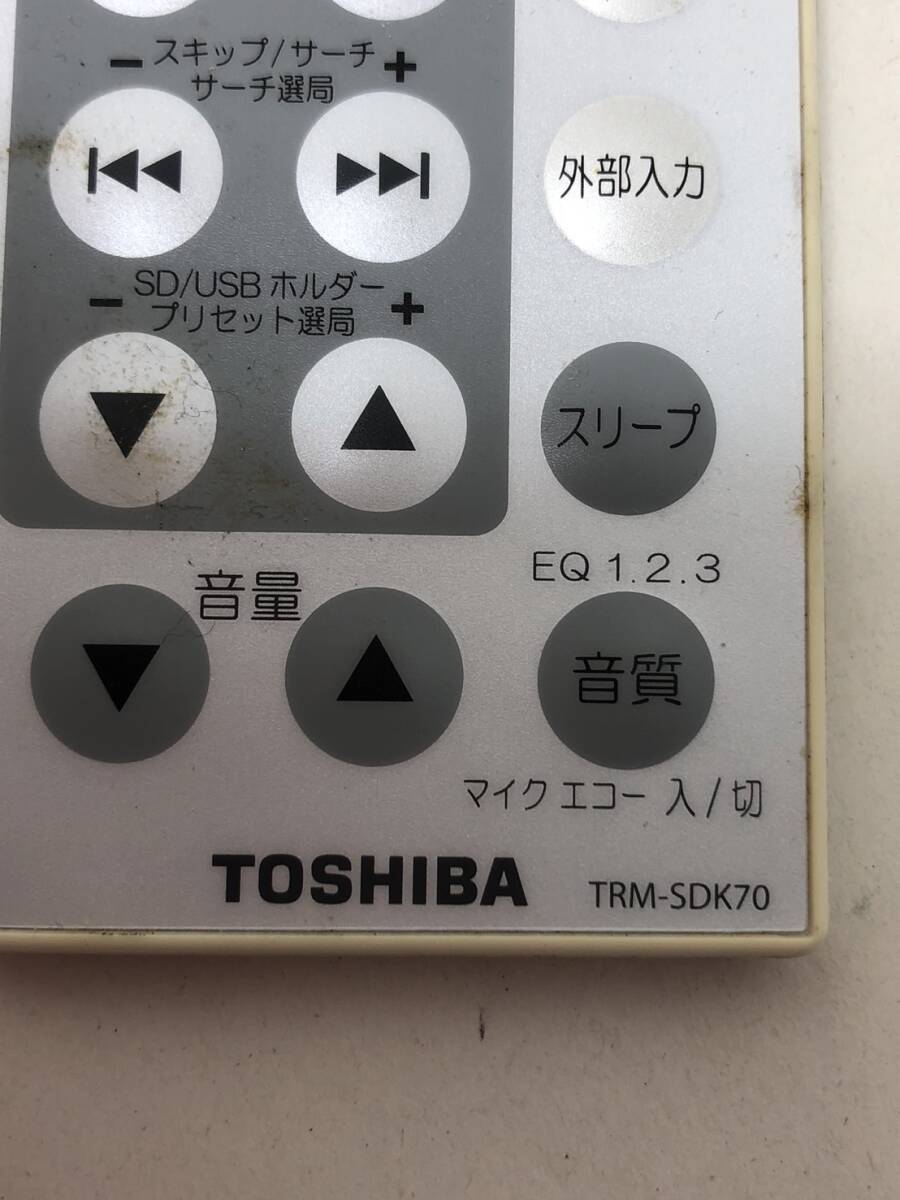 − スキップ/サーチ +
サーチ選局
外部入力
− SD/USB ホルダー +
プリセット選局
スリープ
音量
EQ 1.2.3
音質
マイク エコー 入/切
TOSHIBA
TRM-SDK70